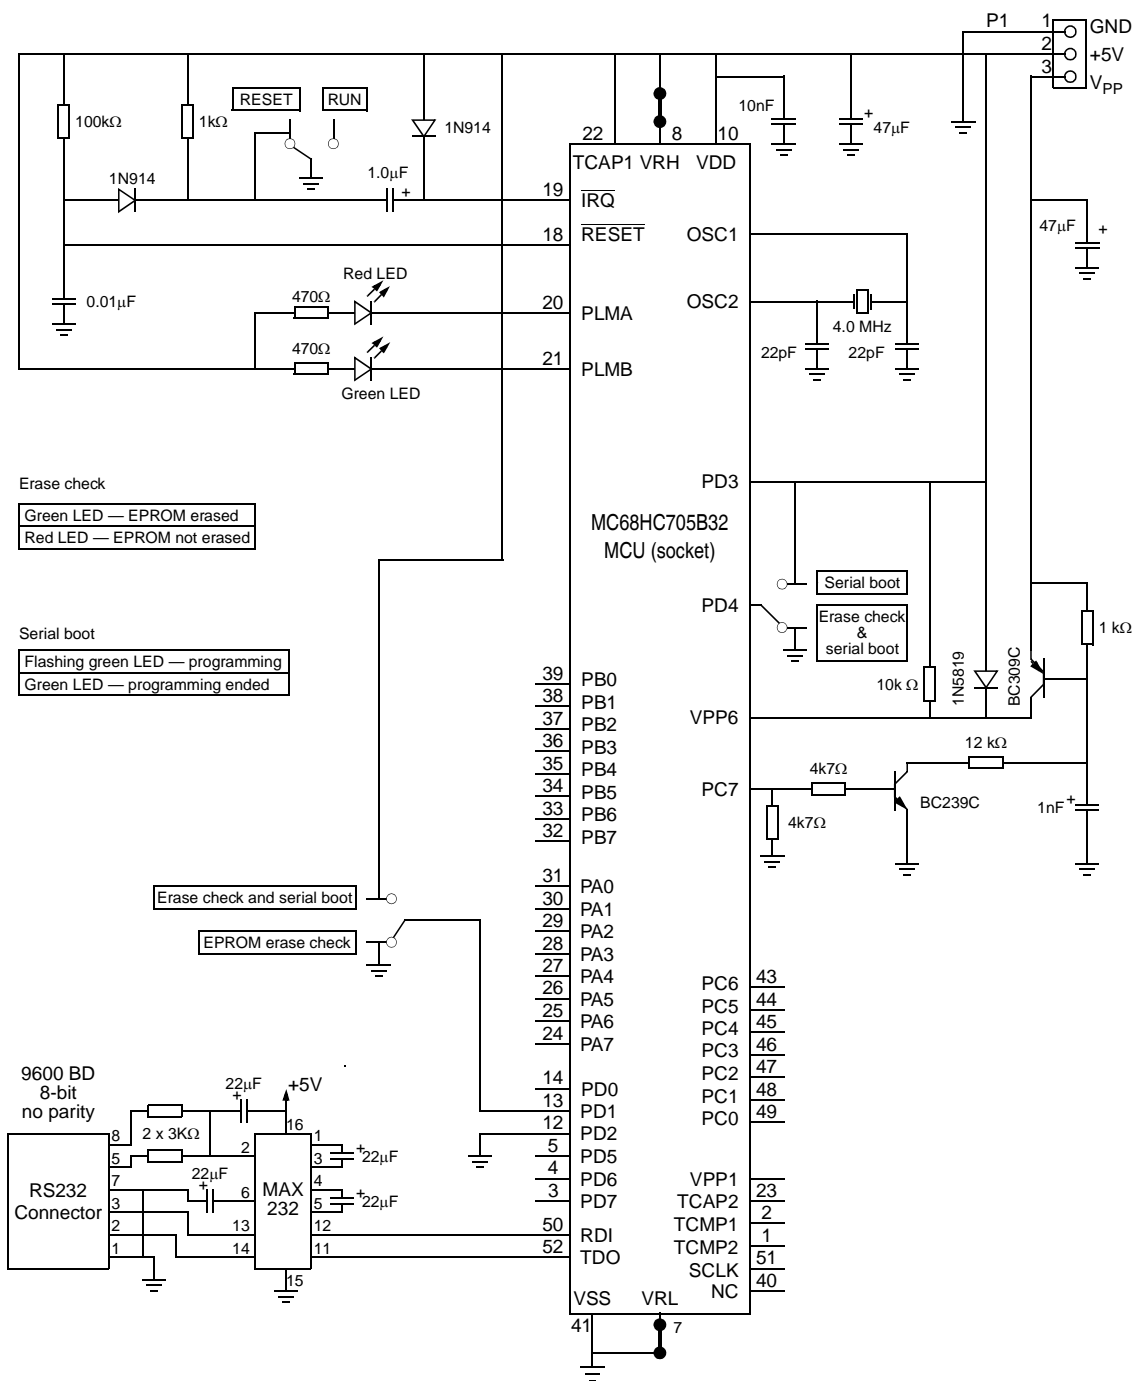 P1
1
GND
2
+5V
3
VPP
100kΩ
1kΩ
RESET
RUN
1N914
10nF
47µF
+
22
8
10
TCAP1
VRH
VDD
1N914
1.0µF
+
19
IRQ
18
RESET
OSC1
47µF
+
0.01µF
Red LED
470Ω
20
PLMA
OSC2
4.0 MHz
22pF
22pF
470Ω
21
PLMB
Green LED
Erase check
Green LED — EPROM erased
Red LED — EPROM not erased
PD3
MC68HC705B32
MCU (socket)
Serial boot
PD4
Erase check
&
serial boot
1 kΩ
Serial boot
Flashing green LED — programming
Green LED — programming ended
10k Ω
1N5819
BC309C
VPP6
39
PB0
38
PB1
37
PB2
36
PB3
35
PB4
34
PB5
33
PB6
32
PB7
12 kΩ
4k7Ω
PC7
BC239C
1nF
+
4k7Ω
31
PA0
30
PA1
29
PA2
28
PA3
27
PA4
26
PA5
25
PA6
24
PA7
Erase check and serial boot
EPROM erase check
PC6
43
PC5
44
PC4
45
PC3
46
PC2
47
PC1
48
PC0
49
14
PD0
13
PD1
12
PD2
5
PD5
4
PD6
3
PD7
50
RDI
52
TDO
VPP1
TCAP2
23
TCMP1
2
TCMP2
1
SCLK
51
NC
40
9600 BD
8-bit
no parity
22µF
+
+5V
16
8
2 x 3KΩ
5
2
1
3
+
22µF
7
22µF
+
6
4
5
+
22µF
RS232
Connector
MAX
232
3
13
12
2
14
11
1
15
VSS
VRL
41
7